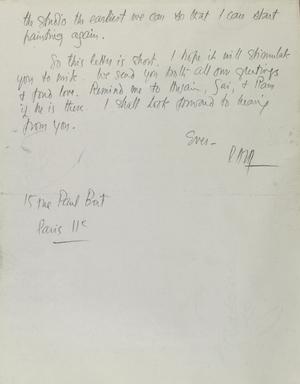 the studio the earliest we can so that I can start
painting again.
So this letter is short. I hope it will stimulate
you to write. We send you both all our greetings
& fond love. Remind me to Husain, Gai, & Ram
if he is there. I shall look forward to hearing
from you.
Ever –
15 rue Paul Bert
Paris 11e